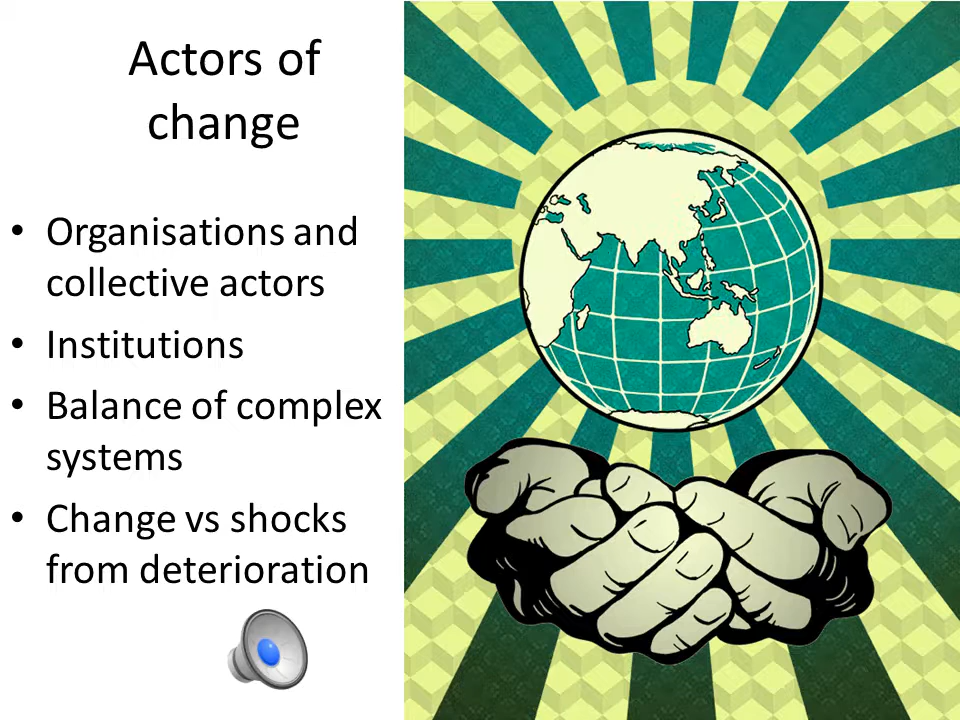 Actors of
change
• Organisations and
collective actors
• Institutions
• Balance of complex
systems
• Change vs shocks
from deterioration